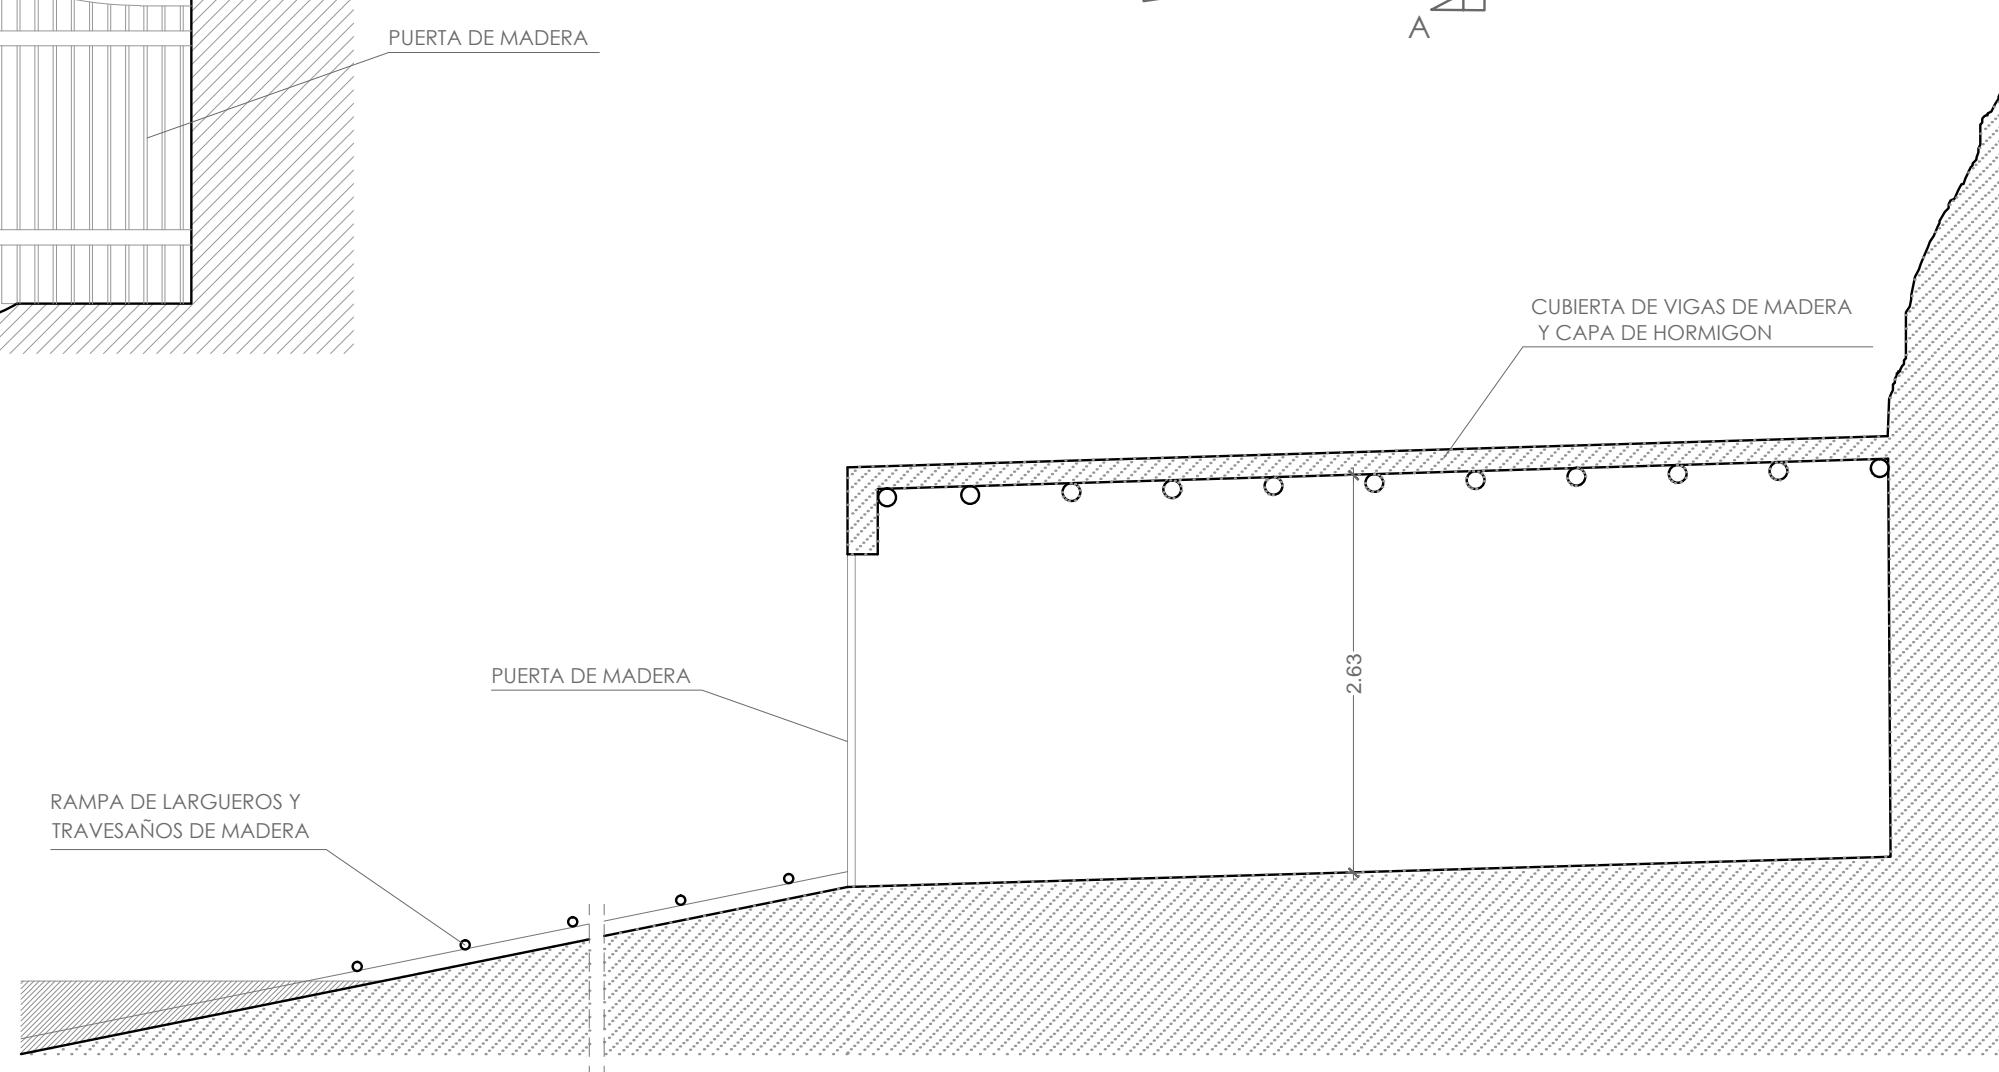 A
PUERTA DE MADERA
CUBIERTA DE VIGAS DE MADERA
Y CAPA DE HORMIGON
2.63
PUERTA DE MADERA
RAMPA DE LARGUEROS Y
TRAVESAÑOS DE MADERA